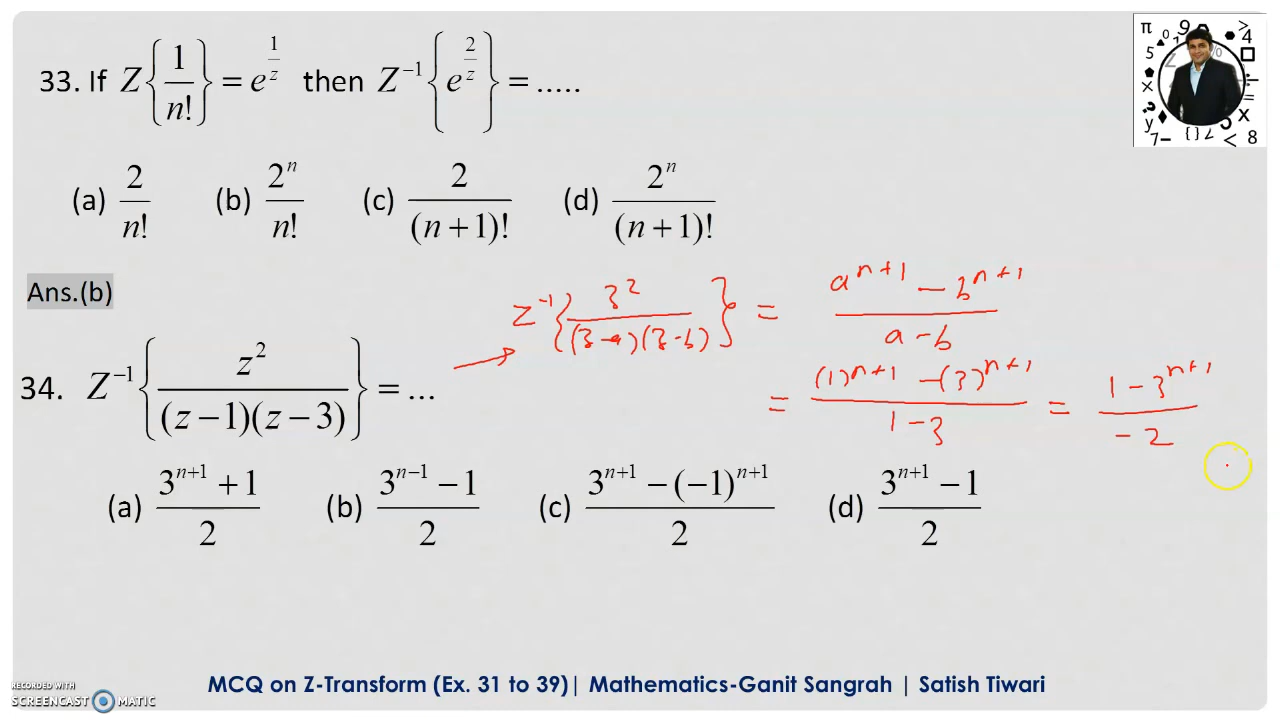 33. If Z{1/n!} = e^(1/z) then Z⁻¹{e^(2/z)} = .....
(a) 2/n! (b) 2^n/n! (c) 2/(n+1)! (d) 2^n/(n+1)!
Ans.(b)
z⁻¹{z²/((z-a)(z-b))} = (a^(n+1) - b^(n+1))/(a-b)
34. Z⁻¹{z²/((z-1)(z-3))} = ...
= ((1)^(n+1) - (3)^(n+1))/(1-3) = (1-3^(n+1))/(-2)
(a) (3^(n+1)+1)/2 (b) (3^(n-1)-1)/2 (c) (3^(n+1)-(-1)^(n+1))/2 (d) (3^(n+1)-1)/2
MCQ on Z-Transform (Ex. 31 to 39)| Mathematics-Ganit Sangrah | Satish Tiwari
RECORDED WITH
SCREENCAST MATIC